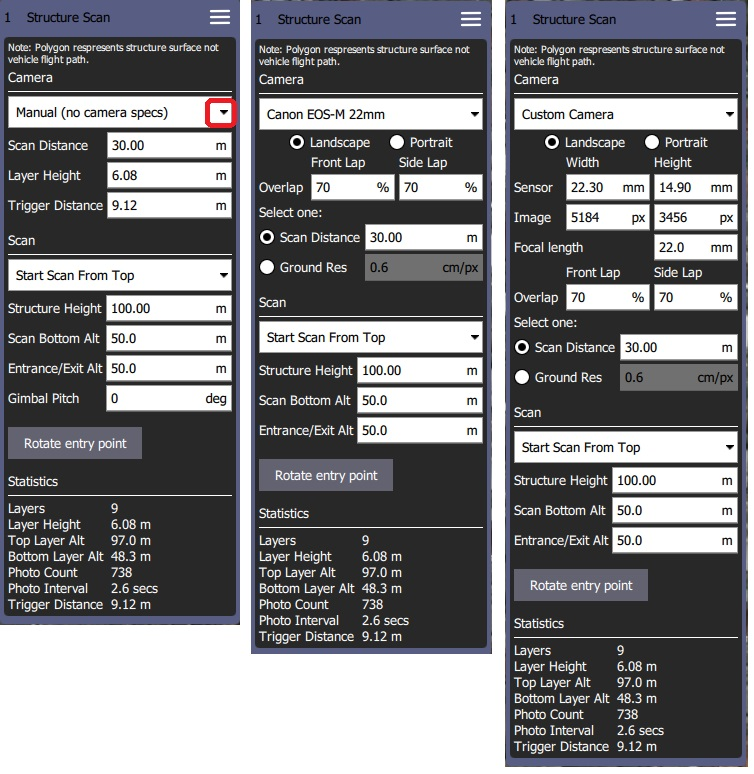 1 Structure Scan
Note: Polygon respresents structure surface not
vehicle flight path.
Camera
Manual (no camera specs)
Scan Distance 30.00 m
Layer Height 6.08 m
Trigger Distance 9.12 m
Scan
Start Scan From Top
Structure Height 100.00 m
Scan Bottom Alt 50.0 m
Entrance/Exit Alt 50.0 m
Gimbal Pitch 0 deg
Rotate entry point
Statistics
Layers 9
Layer Height 6.08 m
Top Layer Alt 97.0 m
Bottom Layer Alt 48.3 m
Photo Count 738
Photo Interval 2.6 secs
Trigger Distance 9.12 m
1 Structure Scan
Note: Polygon respresents structure surface not
vehicle flight path.
Camera
Canon EOS-M 22mm
Landscape Portrait
Front Lap Side Lap
Overlap 70 % 70 %
Select one:
Scan Distance 30.00 m
Ground Res 0.6 cm/px
Scan
Start Scan From Top
Structure Height 100.00 m
Scan Bottom Alt 50.0 m
Entrance/Exit Alt 50.0 m
Rotate entry point
Statistics
Layers 9
Layer Height 6.08 m
Top Layer Alt 97.0 m
Bottom Layer Alt 48.3 m
Photo Count 738
Photo Interval 2.6 secs
Trigger Distance 9.12 m
1 Structure Scan
Note: Polygon respresents structure surface not
vehicle flight path.
Camera
Custom Camera
Landscape Portrait
Width Height
Sensor 22.30 mm 14.90 mm
Image 5184 px 3456 px
Focal length 22.0 mm
Front Lap Side Lap
Overlap 70 % 70 %
Select one:
Scan Distance 30.00 m
Ground Res 0.6 cm/px
Scan
Start Scan From Top
Structure Height 100.00 m
Scan Bottom Alt 50.0 m
Entrance/Exit Alt 50.0 m
Rotate entry point
Statistics
Layers 9
Layer Height 6.08 m
Top Layer Alt 97.0 m
Bottom Layer Alt 48.3 m
Photo Count 738
Photo Interval 2.6 secs
Trigger Distance 9.12 m